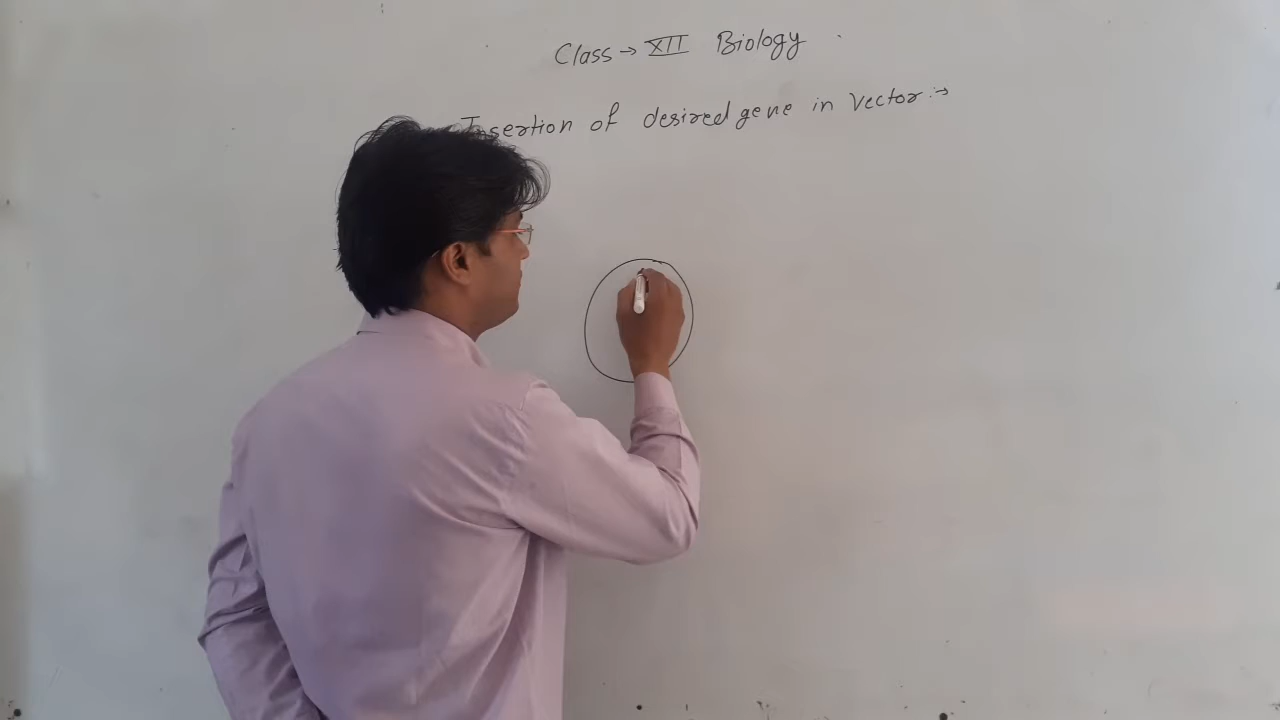 Class → XII Biology
Insertion of desired gene in Vector :→